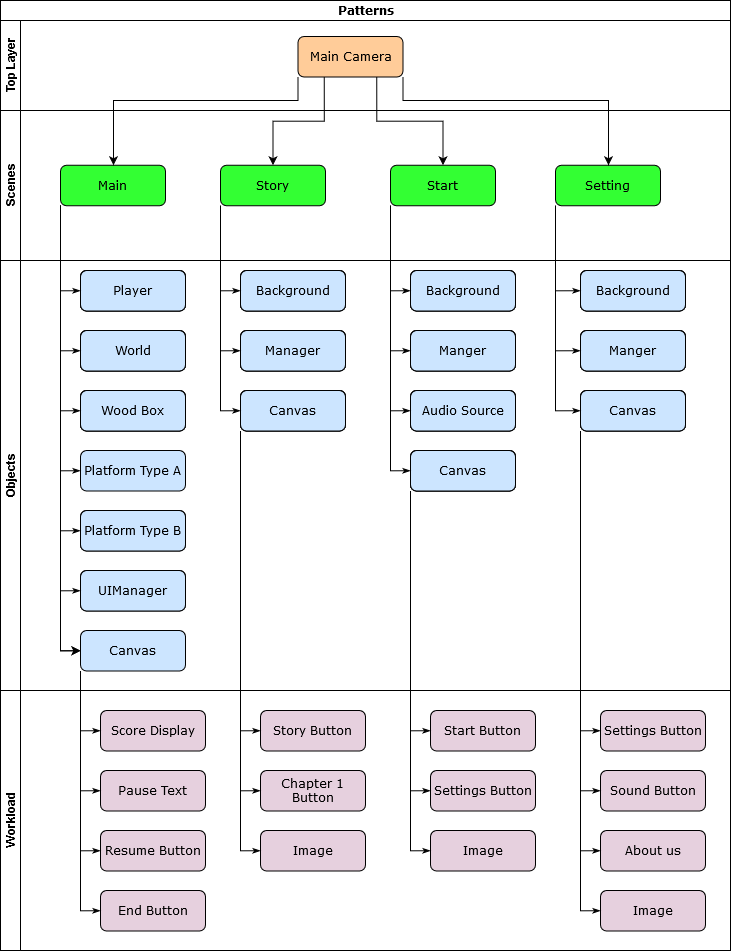 Patterns
Top Layer
Main Camera
Scenes
Main
Story
Start
Setting
Objects
Player
Background
Background
Background
World
Manager
Manger
Manger
Wood Box
Canvas
Audio Source
Canvas
Platform Type A
Canvas
Platform Type B
UIManager
Canvas
Workload
Score Display
Story Button
Start Button
Settings Button
Pause Text
Chapter 1
Button
Settings Button
Sound Button
Resume Button
Image
Image
About us
End Button
Image